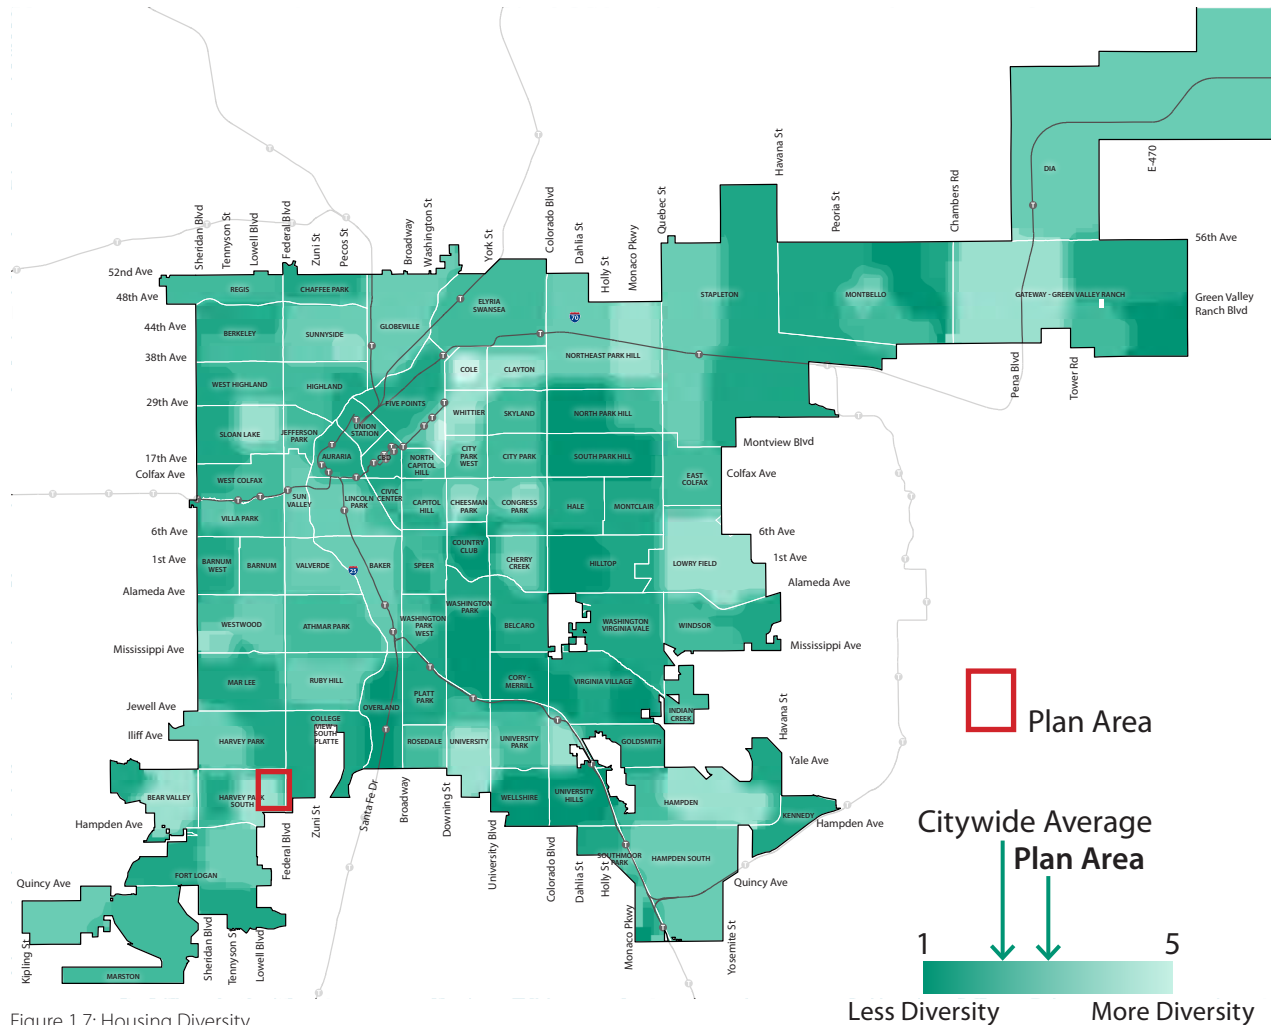 Sheridan Blvd
Tennyson St
Lowell Blvd
Federal Blvd
Zuni St
Pecos St
Broadway
Washington St
York St
Colorado Blvd
Dahlia St
Holly St
Monaco Pkwy
Quebec St
Havana St
Peoria St
Chambers Rd
E-470
DIA
56th Ave
52nd Ave
48th Ave
44th Ave
38th Ave
29th Ave
17th Ave
Colfax Ave
6th Ave
1st Ave
Alameda Ave
Mississippi Ave
Jewell Ave
Iliff Ave
Hampden Ave
Quincy Ave
Green Valley
Ranch Blvd
Pena Blvd
Tower Rd
Montview Blvd
Colfax Ave
6th Ave
1st Ave
Alameda Ave
Mississippi Ave
Havana St
Yale Ave
Hampden Ave
Quincy Ave
REGIS
CHAFFEE PARK
BERKELEY
SUNNYSIDE
GLOBEVILLE
ELYRIA
SWANSEA
70
STAPLETON
MONTBELLO
GATEWAY - GREEN VALLEY RANCH
WEST HIGHLAND
HIGHLAND
COLE
CLAYTON
NORTHEAST PARK HILL
FIVE POINTS
WHITTIER
SKYLAND
NORTH PARK HILL
SLOAN LAKE
JEFFERSON
PARK
UNION
STATION
AURARIA
CBD
NORTH
CAPITOL
HILL
CITY
PARK
WEST
CITY PARK
SOUTH PARK HILL
EAST
COLFAX
WEST COLFAX
SUN
VALLEY
LINCOLN
PARK
CIVIC
CENTER
CAPITOL
HILL
CHEESMAN
PARK
CONGRESS
PARK
HALE
MONTCLAIR
VILLA PARK
BARNUM
WEST
BARNUM
VALVERDE
25
BAKER
SPEER
COUNTRY
CLUB
CHERRY
CREEK
HILLTOP
LOWRY FIELD
WESTWOOD
ATHMAR PARK
WASHINGTON
PARK
WEST
WASHINGTON
PARK
BELCARO
WASHINGTON
VIRGINIA VALE
WINDSOR
MAR LEE
RUBY HILL
OVERLAND
PLATT
PARK
CORY -
MERRILL
VIRGINIA VILLAGE
INDIAN
CREEK
COLLEGE
VIEW
SOUTH
PLATTE
HARVEY PARK
ROSEDALE
UNIVERSITY
UNIVERSITY
PARK
GOLDSMITH
BEAR VALLEY
HARVEY PARK
SOUTH
WELLSHIRE
UNIVERSITY
HILLS
HAMPDEN
KENNEDY
FORT LOGAN
SOUTHMOOR
PARK
HAMPDEN SOUTH
MARSTON
Kipling St
Sheridan Blvd
Tennyson St
Lowell Blvd
Federal Blvd
Zuni St
Santa Fe Dr
Broadway
Downing St
University Blvd
Colorado Blvd
Dahlia St
Holly St
Monaco Pkwy
Yosemite St
Plan Area
Citywide Average
Plan Area
1
5
Less Diversity
More Diversity
Figure 1.7: Housing Diversity